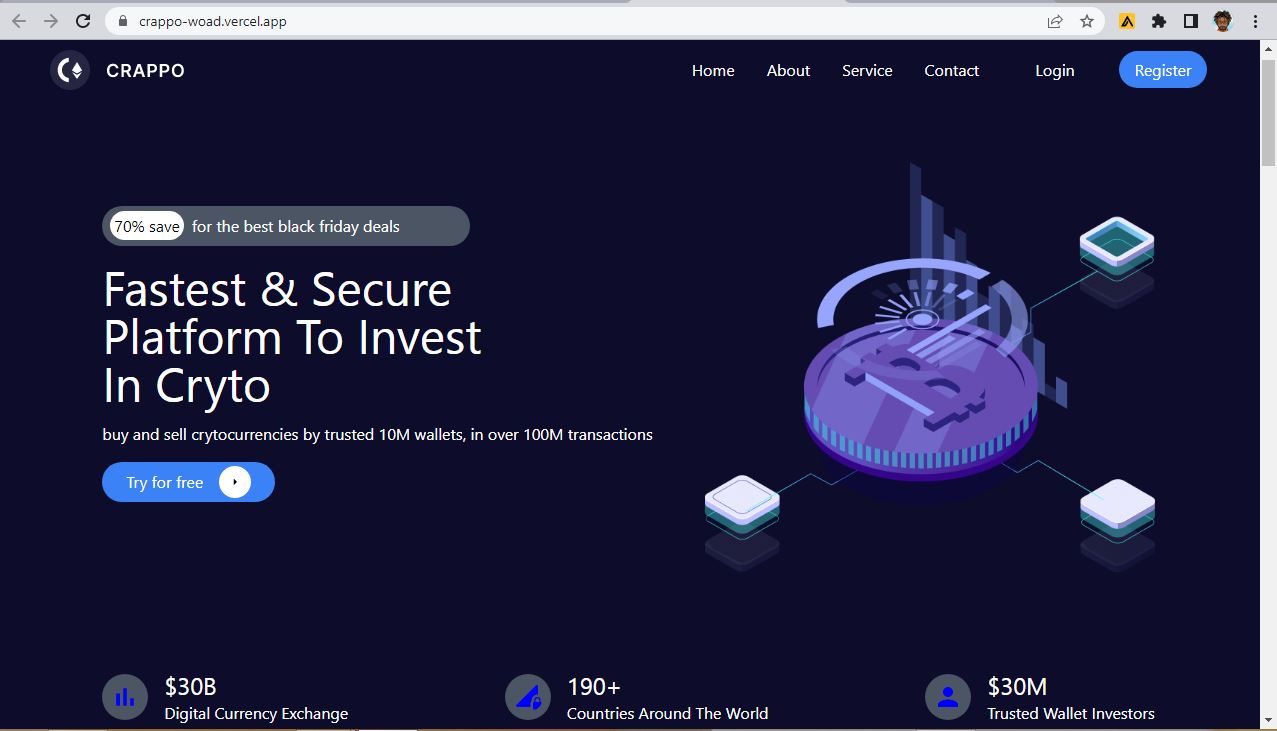 crappo-woad.vercel.app
CRAPPO
Home About Service Contact Login Register
70% save for the best black friday deals
Fastest & Secure
Platform To Invest
In Cryto
buy and sell crytocurrencies by trusted 10M wallets, in over 100M transactions
Try for free
$30B
Digital Currency Exchange
190+
Countries Around The World
$30M
Trusted Wallet Investors